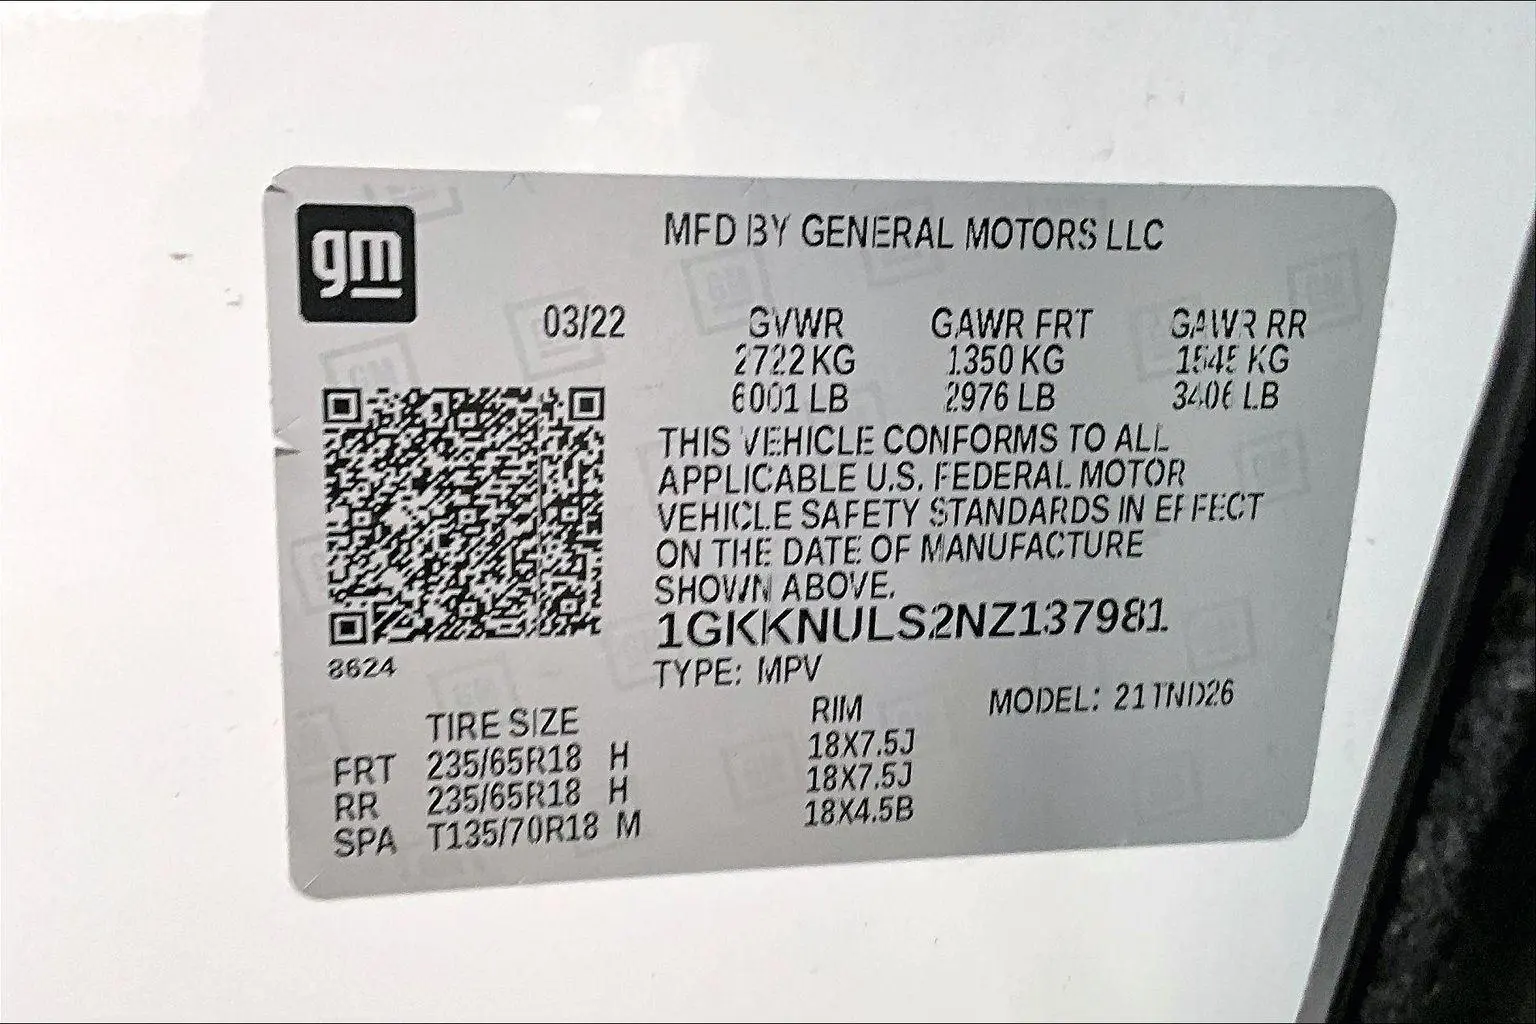 gm
MFD BY GENERAL MOTORS LLC
03/22 GVWR GAWR FRT GAWR RR
2722 KG 1350 KG 1545 KG
6001 LB 2976 LB 3406 LB
THIS VEHICLE CONFORMS TO ALL
APPLICABLE U.S. FEDERAL MOTOR
VEHICLE SAFETY STANDARDS IN EFFECT
ON THE DATE OF MANUFACTURE
SHOWN ABOVE.
1GKKNULS2NZ137981
8624
TYPE: MPV MODEL: 21TND26
TIRE SIZE RIM
FRT 235/65R18 H 18X7.5J
RR 235/65R18 H 18X7.5J
SPA T135/70R18 M 18X4.5B